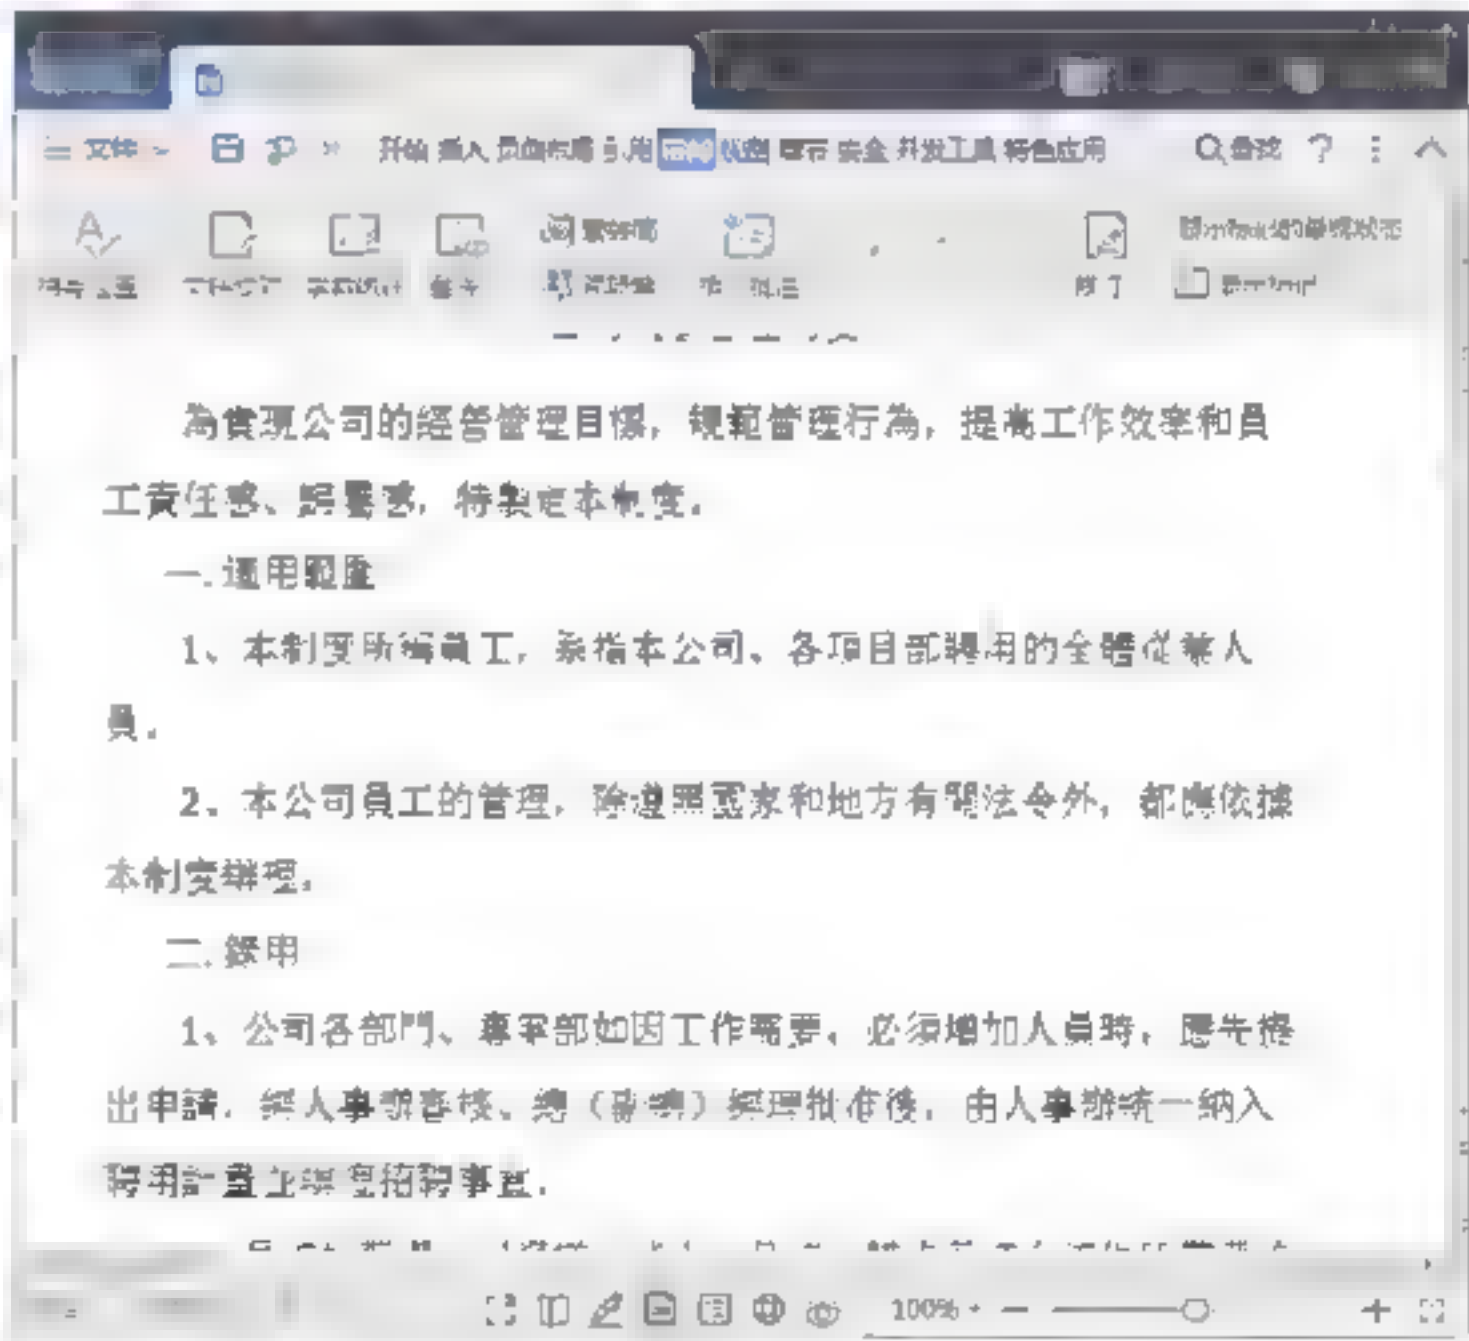 文件
开始 插入 页面布局 引用 审阅 视图 章节 安全 开发工具 特色应用
查找
繁转简
為實現公司的經營管理目標，規範管理行為，提高工作效率和員
工責任感、歸屬感，特製定本制度。
一.適用範圍
1、本制度所稱員工，系指本公司、各項目部聘用的全體從業人
員。
2、本公司員工的管理，除遵照國家和地方有關法令外，都應依據
本制度辦理。
二.錄用
1、公司各部門、專案部如因工作需要，必須增加人員時，應先提
出申請，經人事辦審核、總（副總）經理批准後，由人事辦統一納入
聘用計畫並辦理招聘事宜。
100%